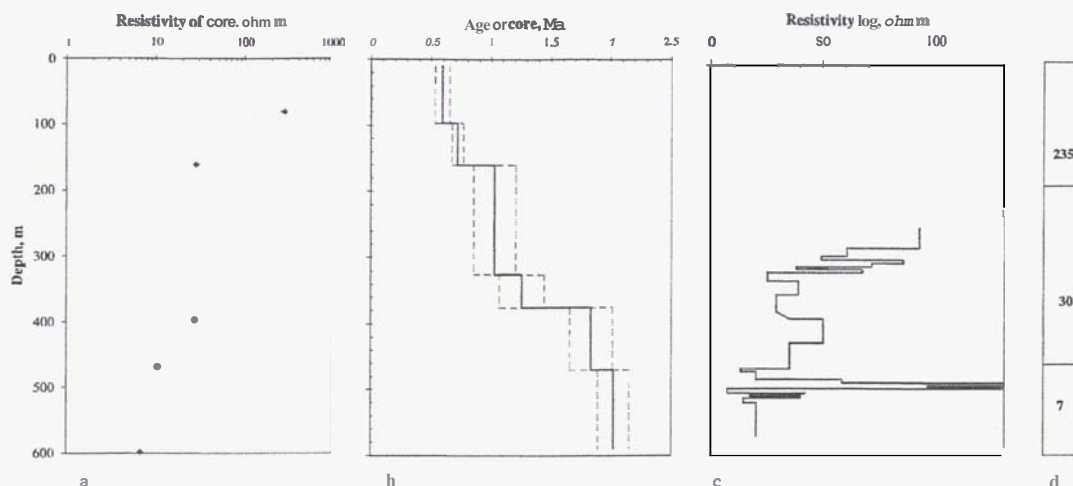 Resistivity of core. ohm m
1 10 100 1000
0
100
200
300
400
500
600
Depth, m
a
Age or core, Ma
0 0.5 1 1.5 2 2.5
h
Resistivity log, ohm m
0 50 100
c
235
30
7
d